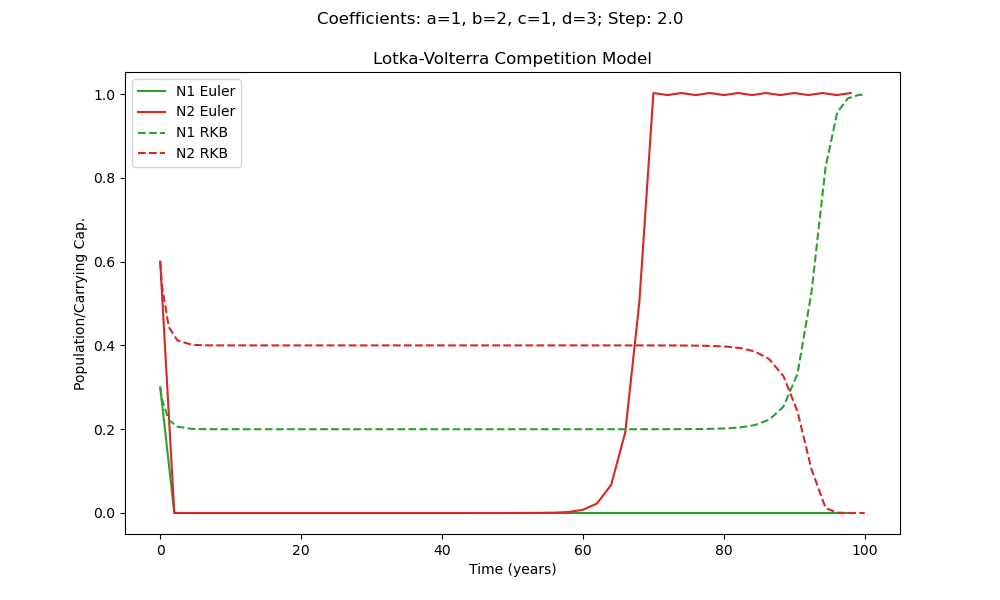 Coefficients: a=1, b=2, c=1, d=3; Step: 2.0
Lotka-Volterra Competition Model
N1 Euler
N2 Euler
N1 RKB
N2 RKB
Population/Carrying Cap.
1.0
0.8
0.6
0.4
0.2
0.0
0 20 40 60 80 100
Time (years)